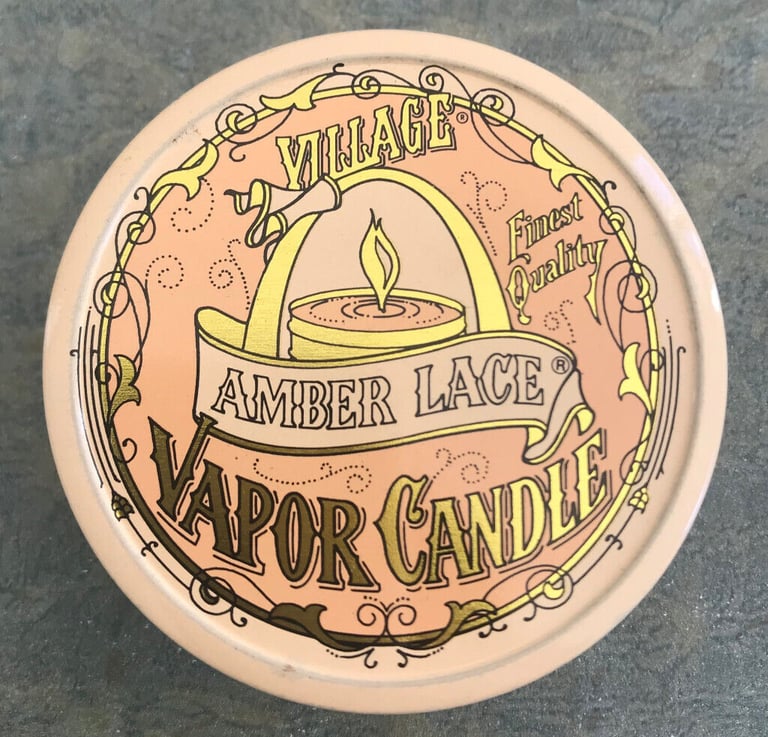 VILLAGE®
Finest
Quality
AMBER LACE®
VAPOR CANDLE